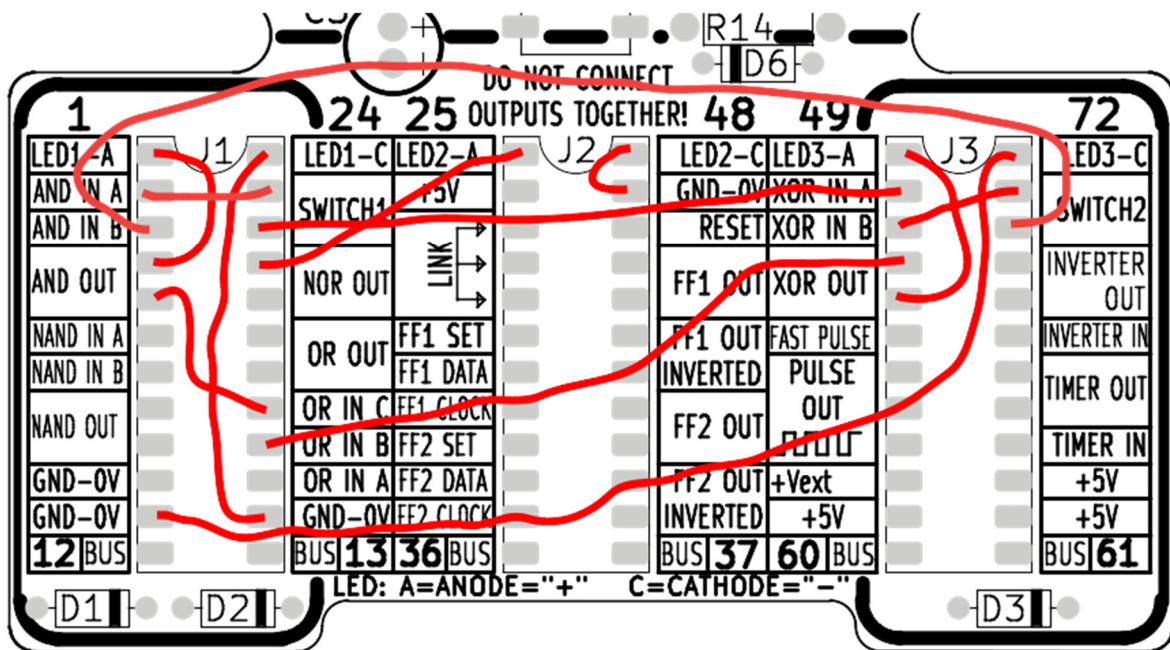 C3 + R14
+ D6
DO NOT CONNECT
OUTPUTS TOGETHER!
1 24 25 48 49 72
J1 J2 J3
LED1-A LED1-C LED2-A LED2-C LED3-A LED3-C
AND IN A SWITCH1 +5V GND-0V XOR IN A SWITCH2
AND IN B RESET XOR IN B
AND OUT NOR OUT LINK FF1 OUT XOR OUT INVERTER OUT
NAND IN A OR OUT FF1 SET FF1 OUT INVERTED FAST PULSE INVERTER IN
NAND IN B FF1 DATA PULSE OUT TIMER OUT
NAND OUT OR IN C FF1 CLOCK FF2 OUT
OR IN B FF2 SET TIMER IN
GND-0V OR IN A FF2 DATA FF2 OUT INVERTED +Vext +5V
GND-0V GND-0V FF2 CLOCK +5V +5V
12 BUS BUS 13 36 BUS BUS 37 60 BUS BUS 61
LED: A=ANODE="+" C=CATHODE="-"
D1 D2 D3